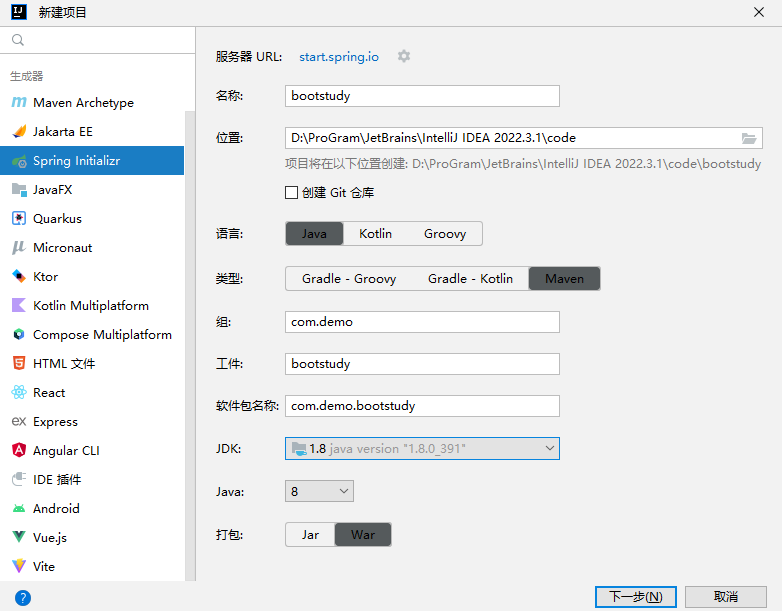 新建项目
生成器
Maven Archetype
Jakarta EE
Spring Initializr
JavaFX
Quarkus
Micronaut
Ktor
Kotlin Multiplatform
Compose Multiplatform
HTML 文件
React
ex Express
Angular CLI
IDE 插件
Android
Vue.js
Vite
服务器 URL: start.spring.io
名称: bootstudy
位置: D:\ProGram\JetBrains\IntelliJ IDEA 2022.3.1\code
项目将在以下位置创建: D:\ProGram\JetBrains\IntelliJ IDEA 2022.3.1\code\bootstudy
创建 Git 仓库
语言: Java Kotlin Groovy
类型: Gradle - Groovy Gradle - Kotlin Maven
组: com.demo
工件: bootstudy
软件包名称: com.demo.bootstudy
JDK: 1.8 java version "1.8.0_391"
Java: 8
打包: Jar War
? 下一步(N) 取消